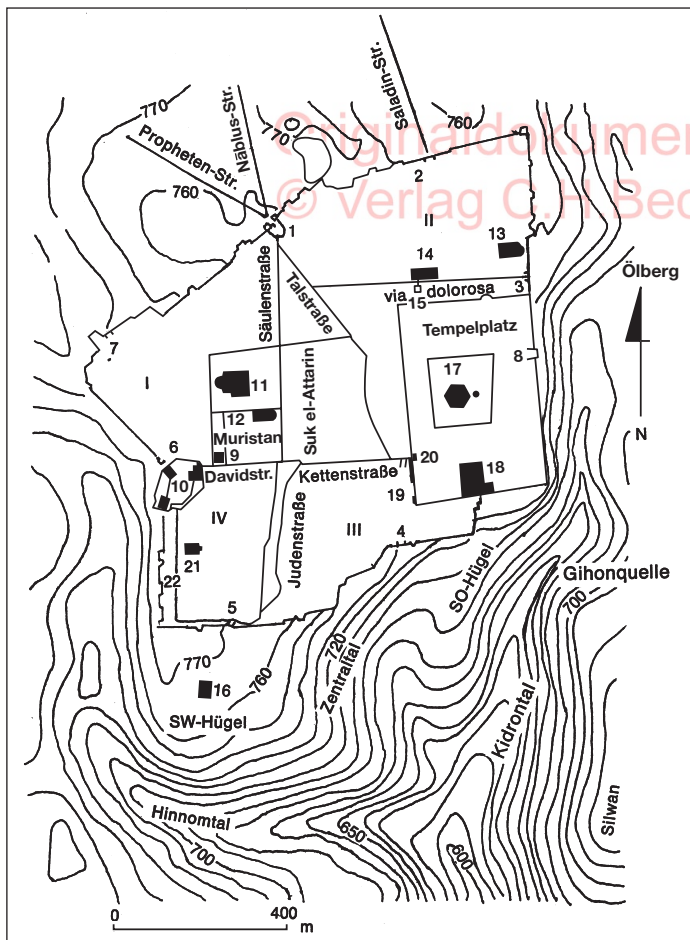 770
Näblus-Str.
Propheten-Str.
770
Saladin-Str.
760
Originaldokumen
© Verlag C.H.Bec
760
2
1
II
13
14
Ölberg
Säulenstraße
Talstraße
via dolorosa
3
15
Tempelplatz
7
8
I
11
17
Suk el-Attarin
12
Muristan
N
6
9
20
Davidstr.
Kettenstraße
18
10
19
IV
Judenstraße
III
4
21
SO-Hügel
Gihonquelle
22
700
5
720
770
760
Zentraltal
16
SW-Hügel
Kidrontal
Silwan
Hinnomtal
650
600
700
0
400
m